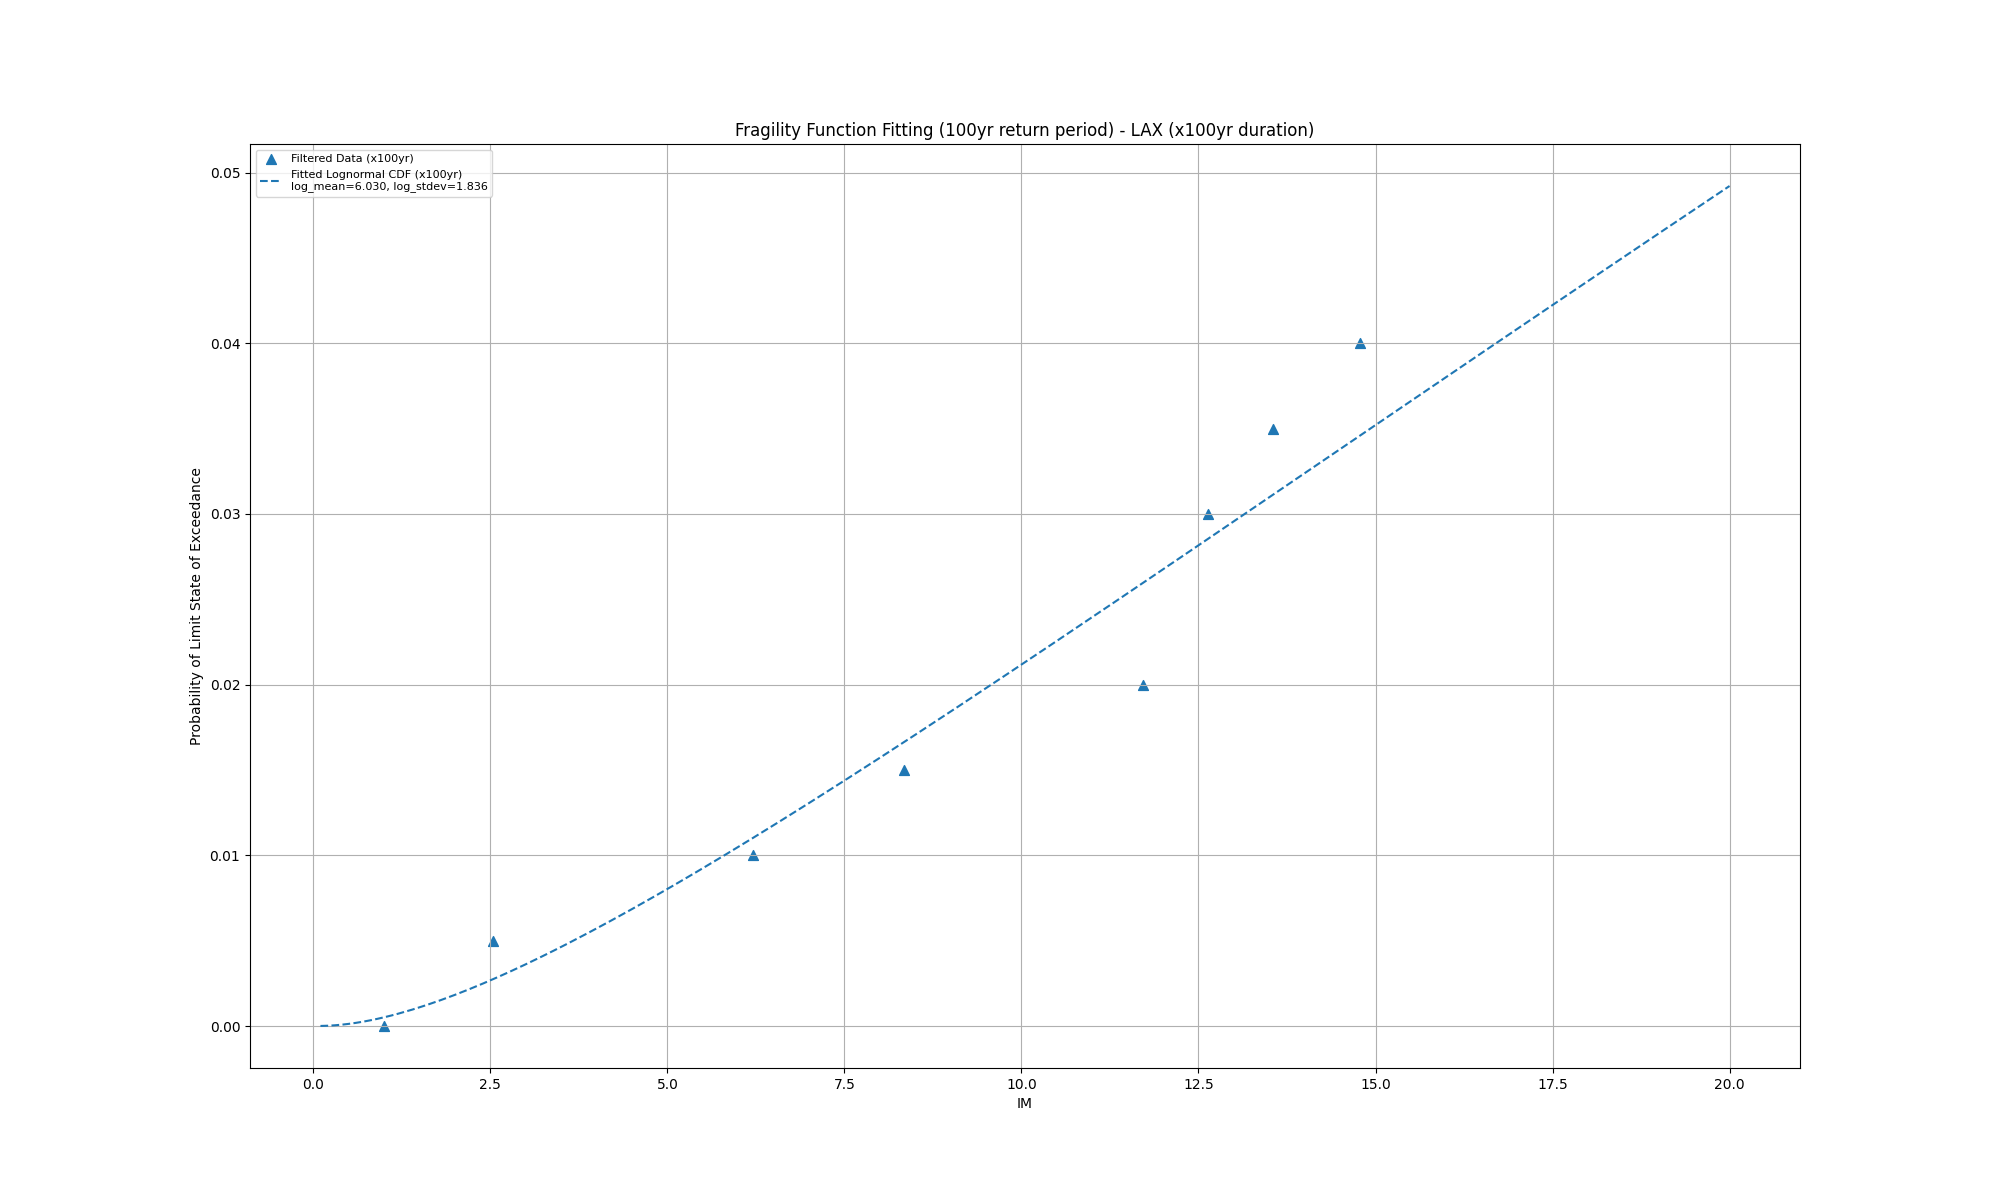 Fragility Function Fitting (100yr return period) - LAX (x100yr duration)
Filtered Data (x100yr)
Fitted Lognormal CDF (x100yr)
log_mean=6.030, log_stdev=1.836
0.05
0.04
0.03
0.02
0.01
0.00
Probability of Limit State of Exceedance
0.0 2.5 5.0 7.5 10.0 12.5 15.0 17.5 20.0
IM